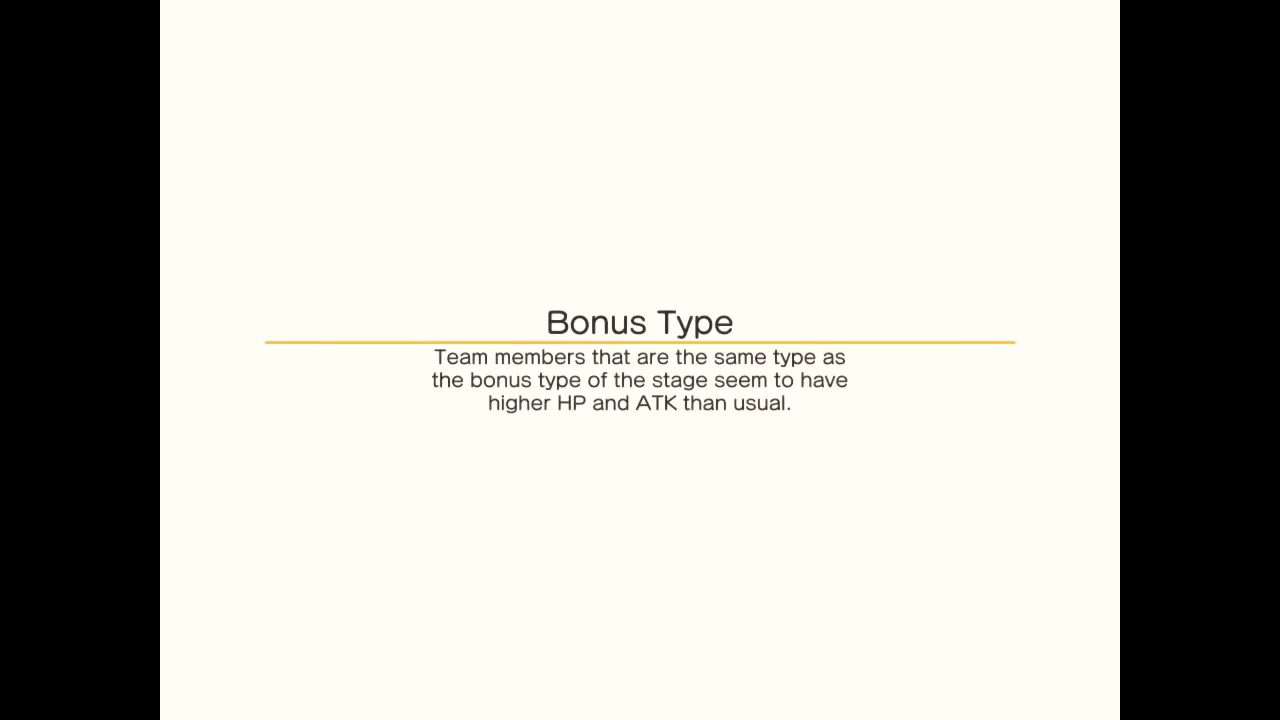 Bonus Type
Team members that are the same type as
the bonus type of the stage seem to have
higher HP and ATK than usual.